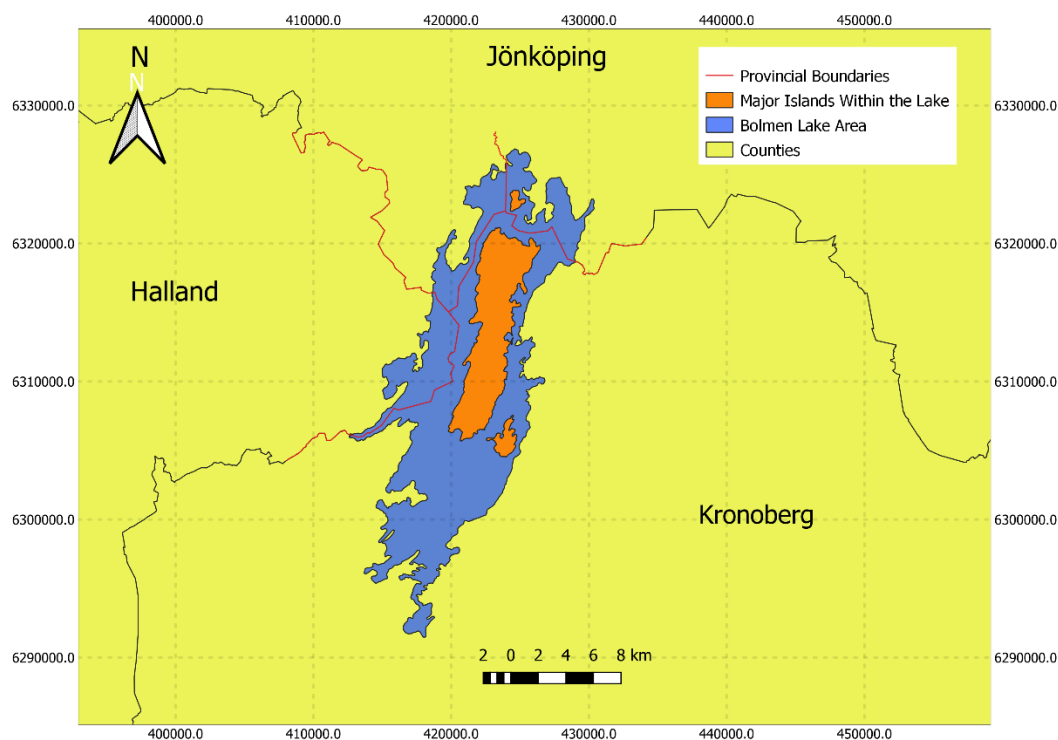 400000.0 410000.0 420000.0 430000.0 440000.0 450000.0
N
N
Jönköping
Provincial Boundaries
Major Islands Within the Lake
Bolmen Lake Area
Counties
6330000.0 6330000.0
6320000.0 6320000.0
Halland
6310000.0 6310000.0
Kronoberg
6300000.0 6300000.0
2 0 2 4 6 8 km
6290000.0 6290000.0
400000.0 410000.0 420000.0 430000.0 440000.0 450000.0